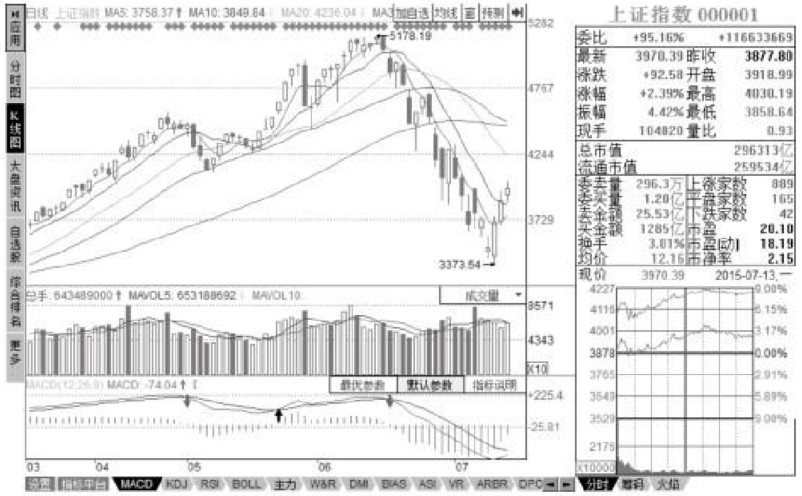 日线 上证指数 MA5: 3758.37↑ MA10: 3849.84↓ MA20: 4236.04↓ MA3 加自选 均线 窗 预测
应用
分时图
K线图
大盘资讯
自选股
综合排名
更多
5282
5178.19
4767
4244
3729
3373.54
总手: 643489000↑ MAVOL5: 653188692↓ MAVOL10: 成交量
8571
4343
X10
MACD(12,26,9) MACD: -74.04↑ 最优参数 默认参数 指标说明
+225.4
-25.81
03 04 05 06 07
设置 指标平台 MACD KDJ RSI BOLL 主力 W&R DMI BIAS ASI VR ARBR DPO
上证指数 000001
委比 +95.16% +116633669
最新 3970.39 昨收 3877.80
涨跌 +92.58 开盘 3918.99
涨幅 +2.39% 最高 4030.19
振幅 4.42% 最低 3858.64
现手 104820 量比 0.93
总市值 296313亿
流通市值 259534亿
委卖量 296.3万 上涨家数 889
委买量 1.20亿 平盘家数 165
卖金额 25.53亿 下跌家数 42
买金额 1285亿 市盈 20.10
换手 3.01% 市盈(动) 18.19
均价 12.16 市净率 2.15
现价 3970.39 2015-07-13,一
4227 9.00%
4116 6.15%
4001 3.17%
3878 0.00%
3765 2.91%
3649 5.89%
3529 9.00%
2176
X10000
分时 筹码 火焰